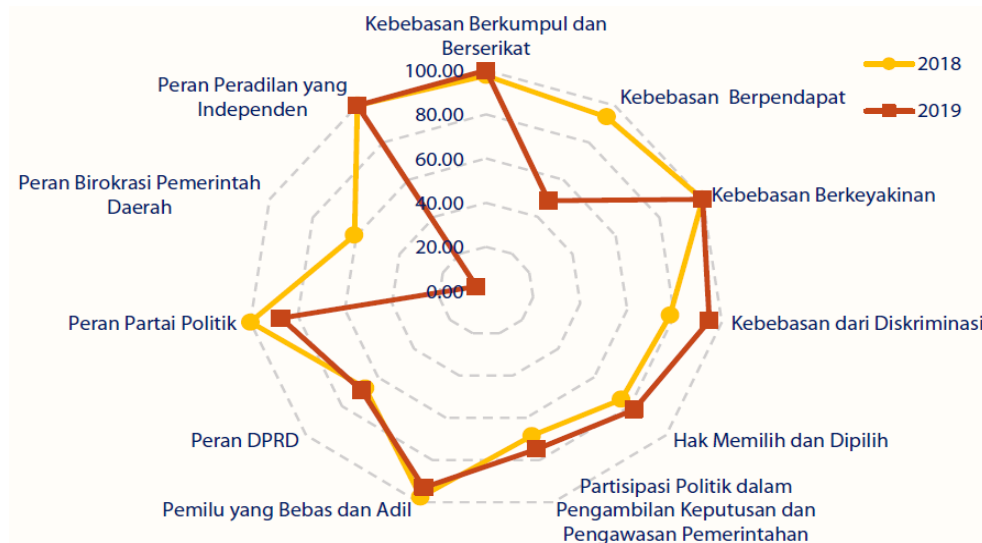 Kebebasan Berkumpul dan
Berserikat
2018
2019
100.00
80.00
60.00
40.00
20.00
0.00
Kebebasan Berpendapat
Kebebasan Berkeyakinan
Kebebasan dari Diskriminasi
Hak Memilih dan Dipilih
Partisipasi Politik dalam
Pengambilan Keputusan dan
Pengawasan Pemerintahan
Pemilu yang Bebas dan Adil
Peran DPRD
Peran Partai Politik
Peran Birokrasi Pemerintah
Daerah
Peran Peradilan yang
Independen